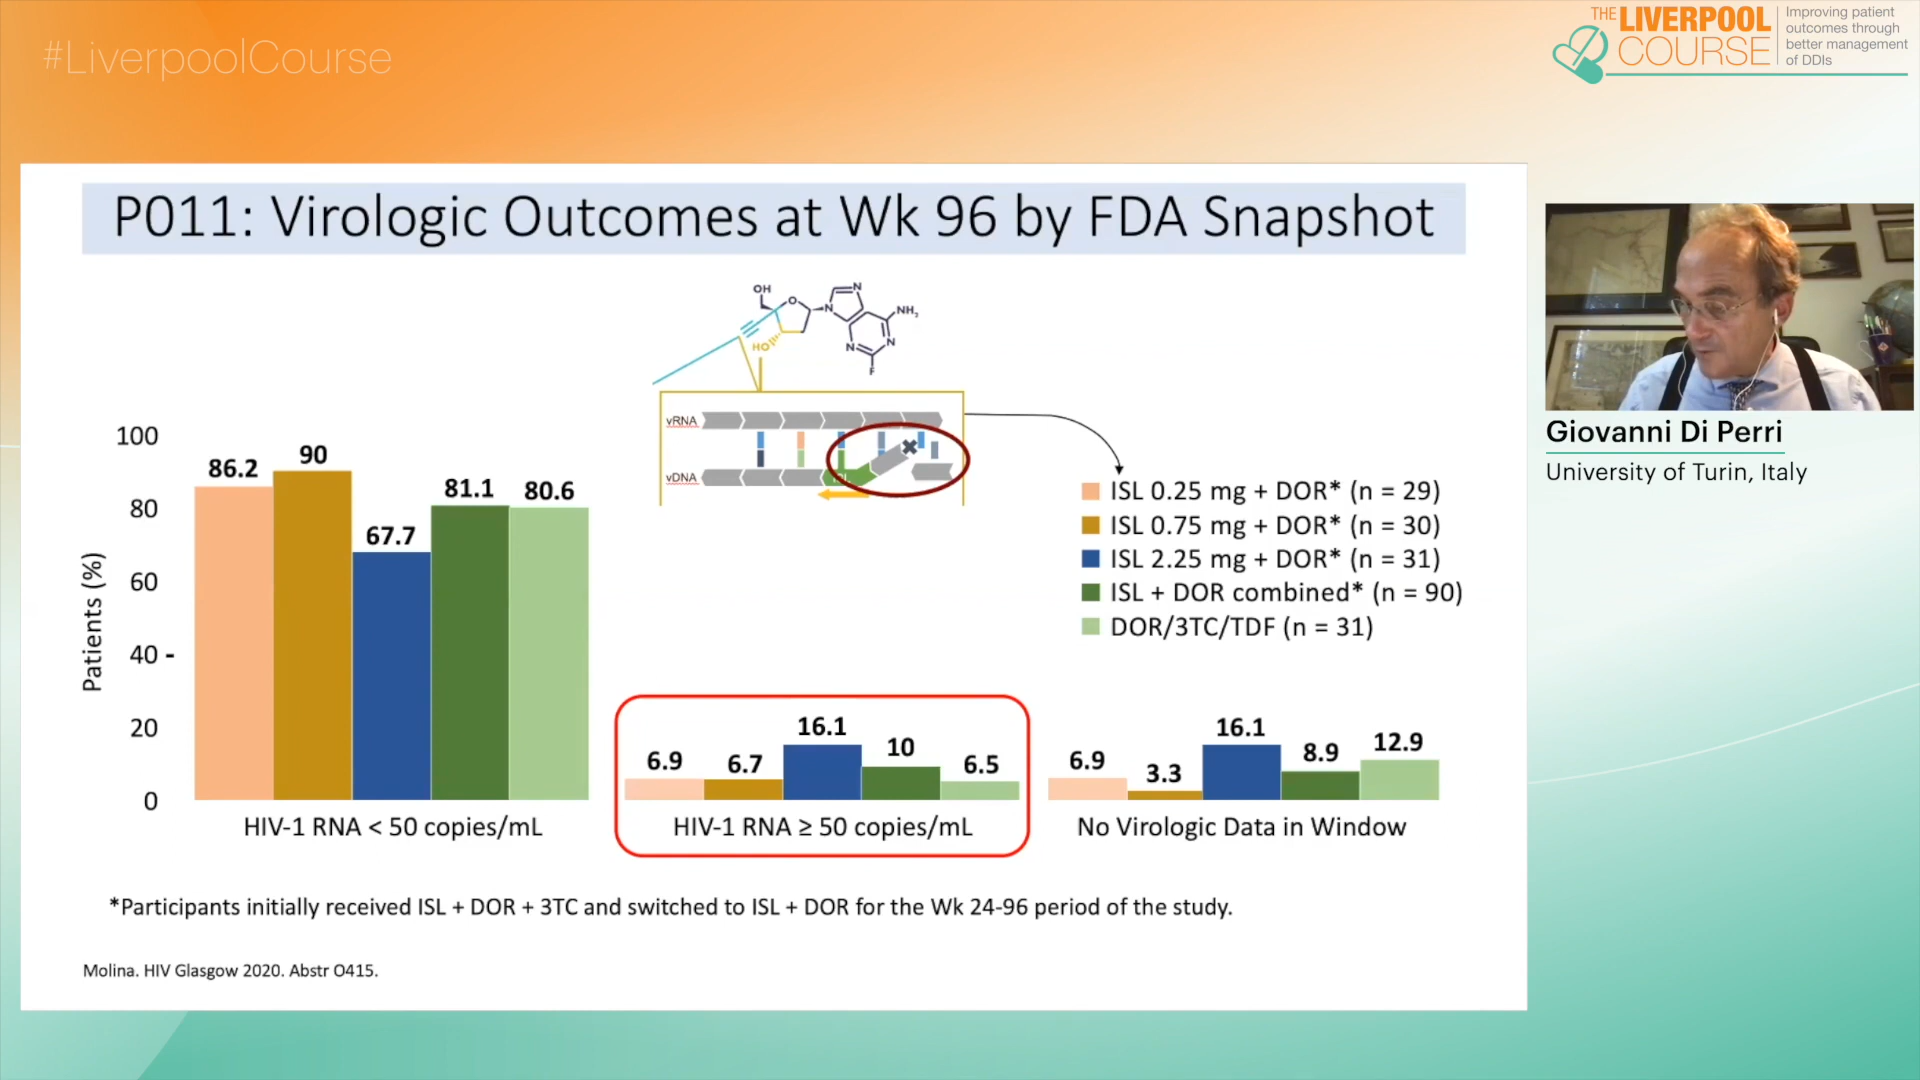 #LiverpoolCourse
THE LIVERPOOL
COURSE
Improving patient
outcomes through
better management
of DDIs
P011: Virologic Outcomes at Wk 96 by FDA Snapshot
OH
O
N
N
NH2
HO
N
N
F
vRNA
vDNA
Patients (%)
100
80
60
40 -
20
0
86.2
90
67.7
81.1
80.6
HIV-1 RNA < 50 copies/mL
6.9
6.7
16.1
10
6.5
HIV-1 RNA ≥ 50 copies/mL
6.9
3.3
16.1
8.9
12.9
No Virologic Data in Window
ISL 0.25 mg + DOR* (n = 29)
ISL 0.75 mg + DOR* (n = 30)
ISL 2.25 mg + DOR* (n = 31)
ISL + DOR combined* (n = 90)
DOR/3TC/TDF (n = 31)
*Participants initially received ISL + DOR + 3TC and switched to ISL + DOR for the Wk 24-96 period of the study.
Molina. HIV Glasgow 2020. Abstr O415.
Giovanni Di Perri
University of Turin, Italy